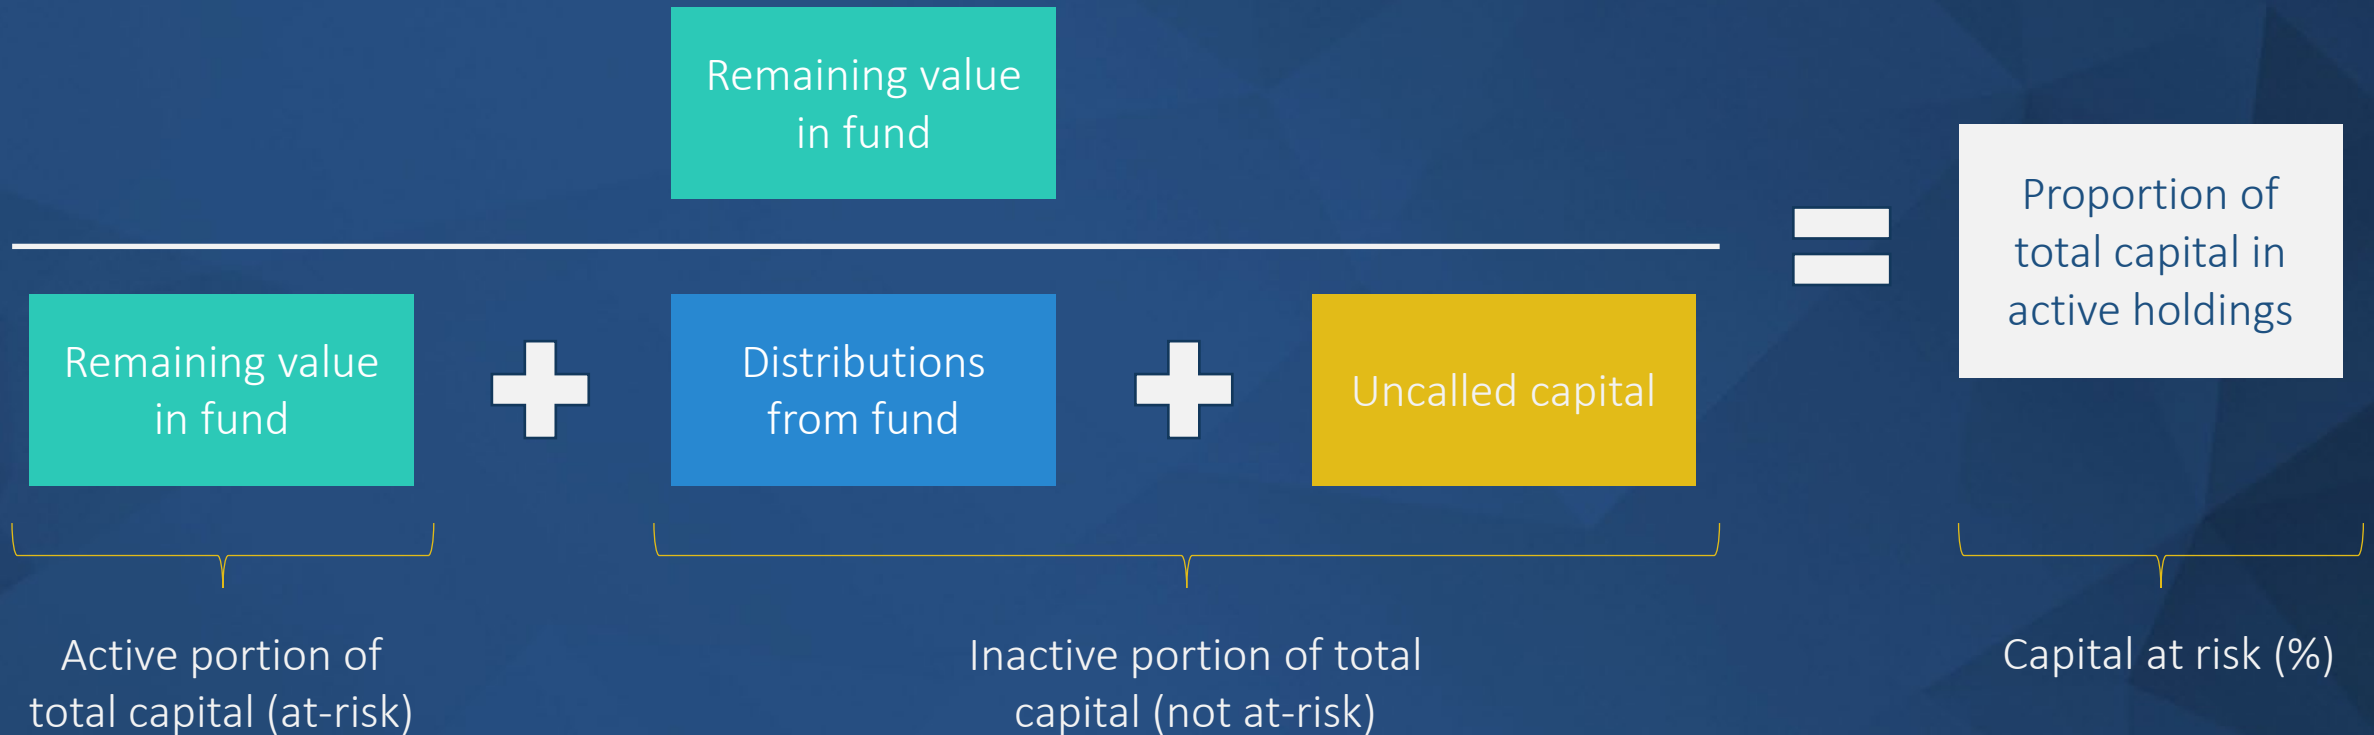 Remaining value
in fund
Remaining value
in fund
Distributions
from fund
Uncalled capital
Proportion of
total capital in
active holdings
Active portion of
total capital (at-risk)
Inactive portion of total
capital (not at-risk)
Capital at risk (%)